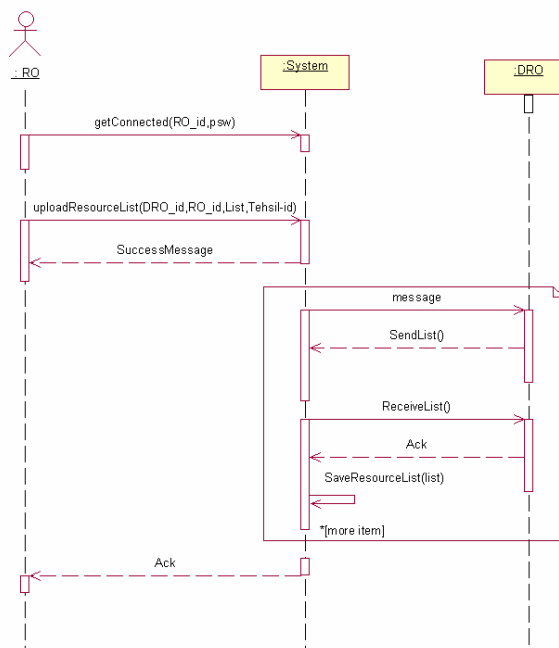 : RO
:System
:DRO
getConnected(RO_id,psw)
uploadResourceList(DRO_id,RO_id,List,Tehsil-id)
SuccessMessage
message
SendList()
ReceiveList()
Ack
SaveResourceList(list)
*[more item]
Ack